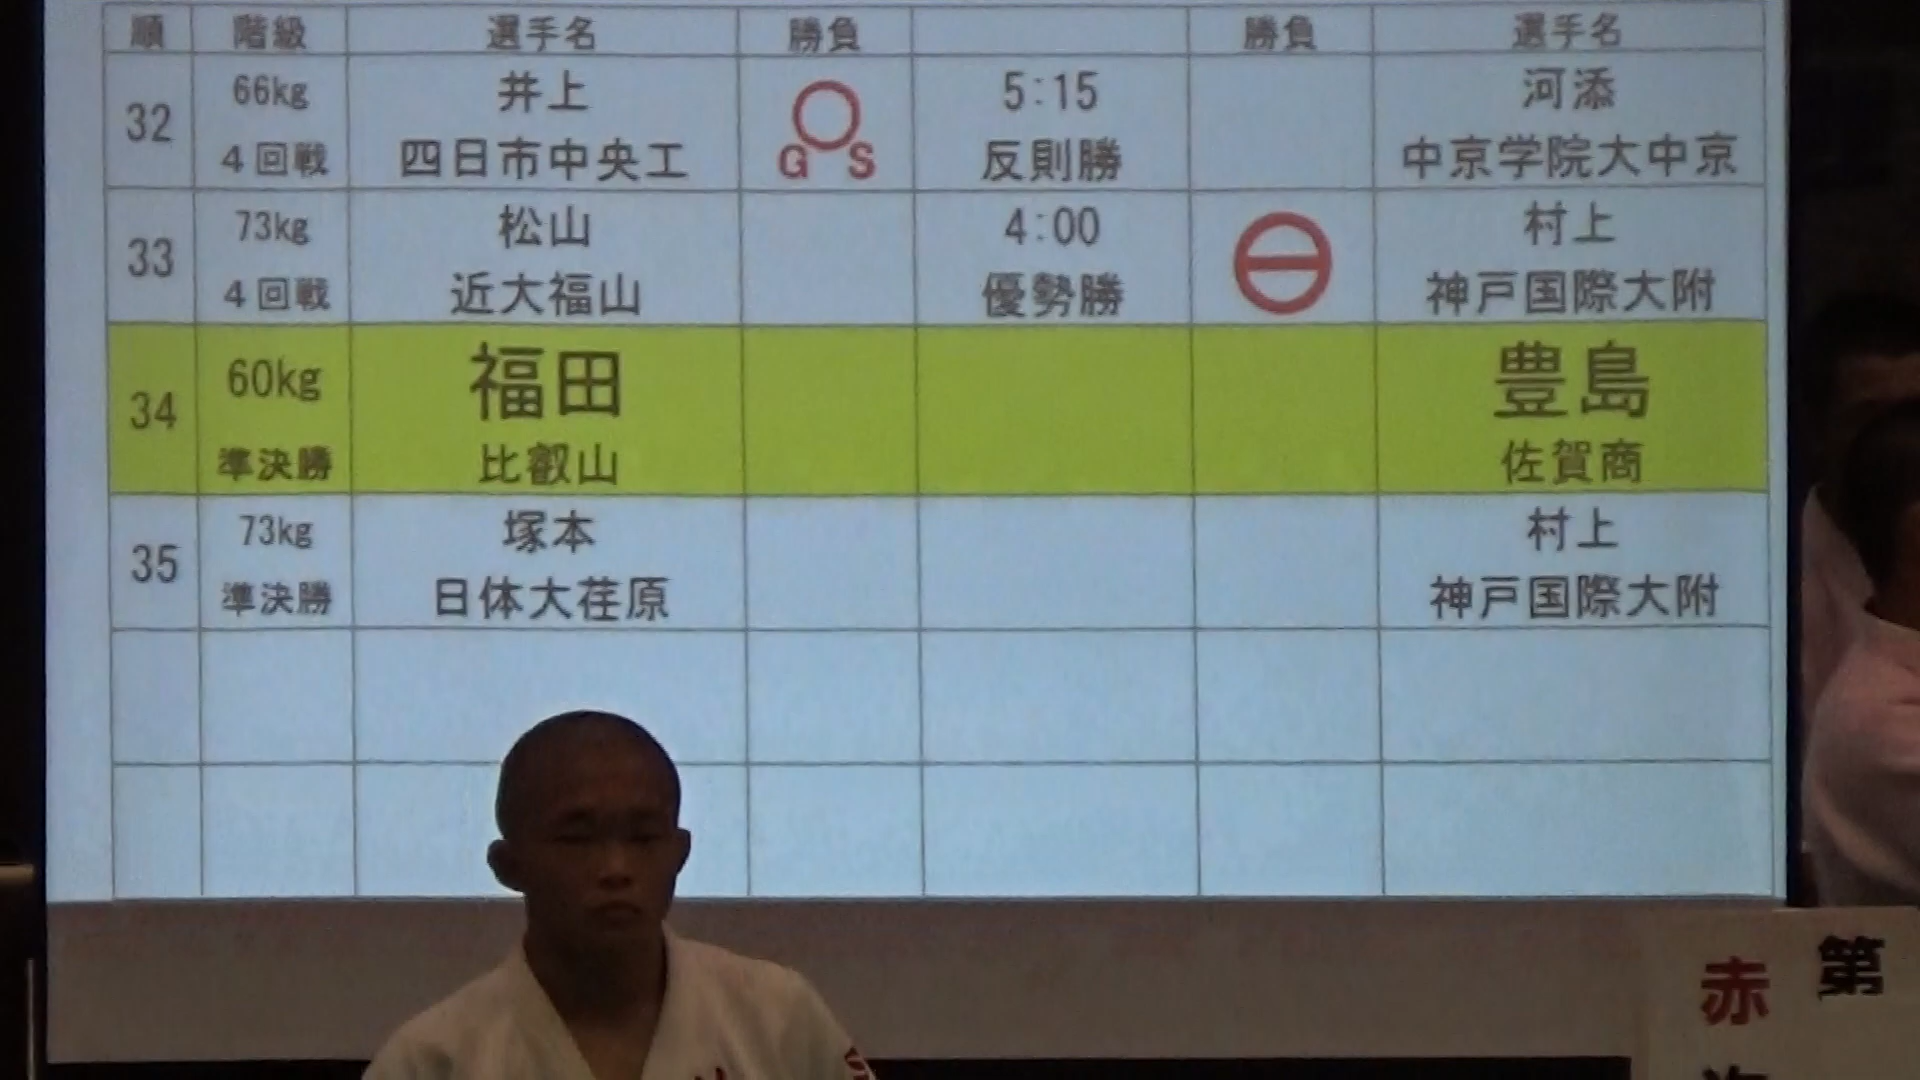 順 階級 選手名 勝負 勝負 選手名
32 66kg 井上 5:15 河添
4回戦 四日市中央工 G S 反則勝 中京学院大中京
33 73kg 松山 4:00 村上
4回戦 近大福山 優勢勝 神戸国際大附
34 60kg 福田 豊島
準決勝 比叡山 佐賀商
35 73kg 塚本 村上
準決勝 日体大荏原 神戸国際大附
赤 第